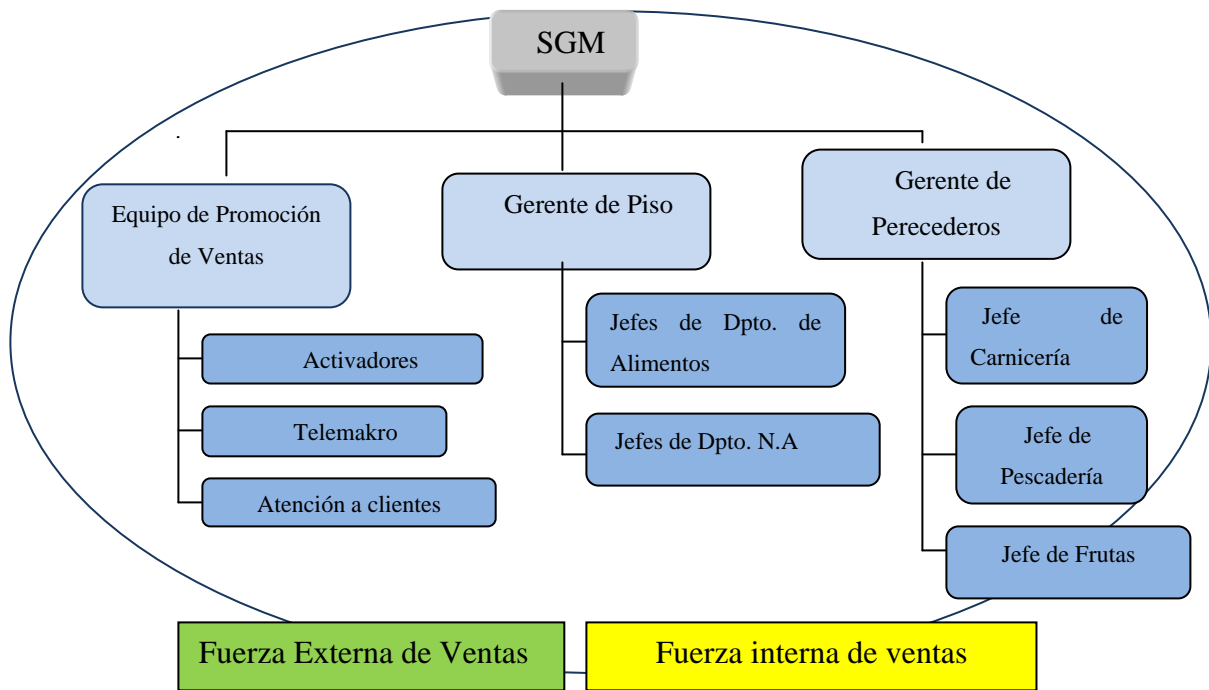 SGM
Equipo de Promoción
de Ventas
Activadores
Telemakro
Atención a clientes
Gerente de Piso
Jefes de Dpto. de
Alimentos
Jefes de Dpto. N.A
Gerente de
Perecederos
Jefe de
Carnicería
Jefe de
Pescadería
Jefe de Frutas
Fuerza Externa de Ventas
Fuerza interna de ventas